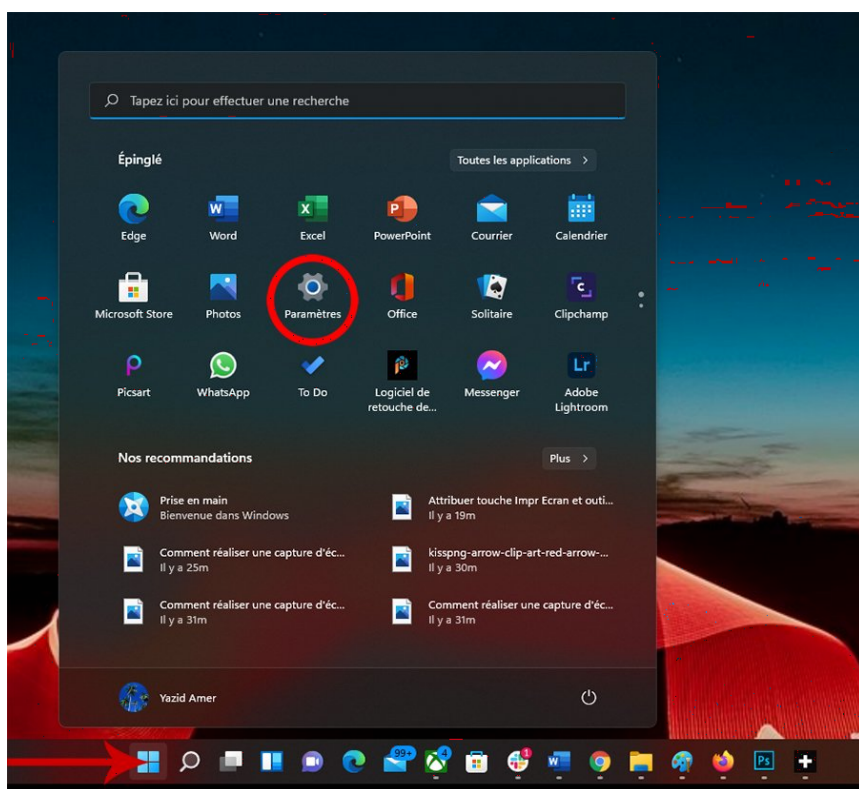 Tapez ici pour effectuer une recherche
Épinglé
Toutes les applications >
Edge
Word
Excel
PowerPoint
Courrier
Calendrier
Microsoft Store
Photos
Paramètres
Office
Solitaire
Clipchamp
Picsart
WhatsApp
To Do
Logiciel de
retouche de...
Messenger
Lr
Adobe
Lightroom
Nos recommandations
Plus >
Prise en main
Bienvenue dans Windows
Attribuer touche Impr Ecran et outi...
Il y a 19m
Comment réaliser une capture d'éc...
Il y a 25m
kisspng-arrow-clip-art-red-arrow-...
Il y a 30m
Comment réaliser une capture d'éc...
Il y a 31m
Comment réaliser une capture d'éc...
Il y a 31m
Yazid Amer
99+
4
1
Ps